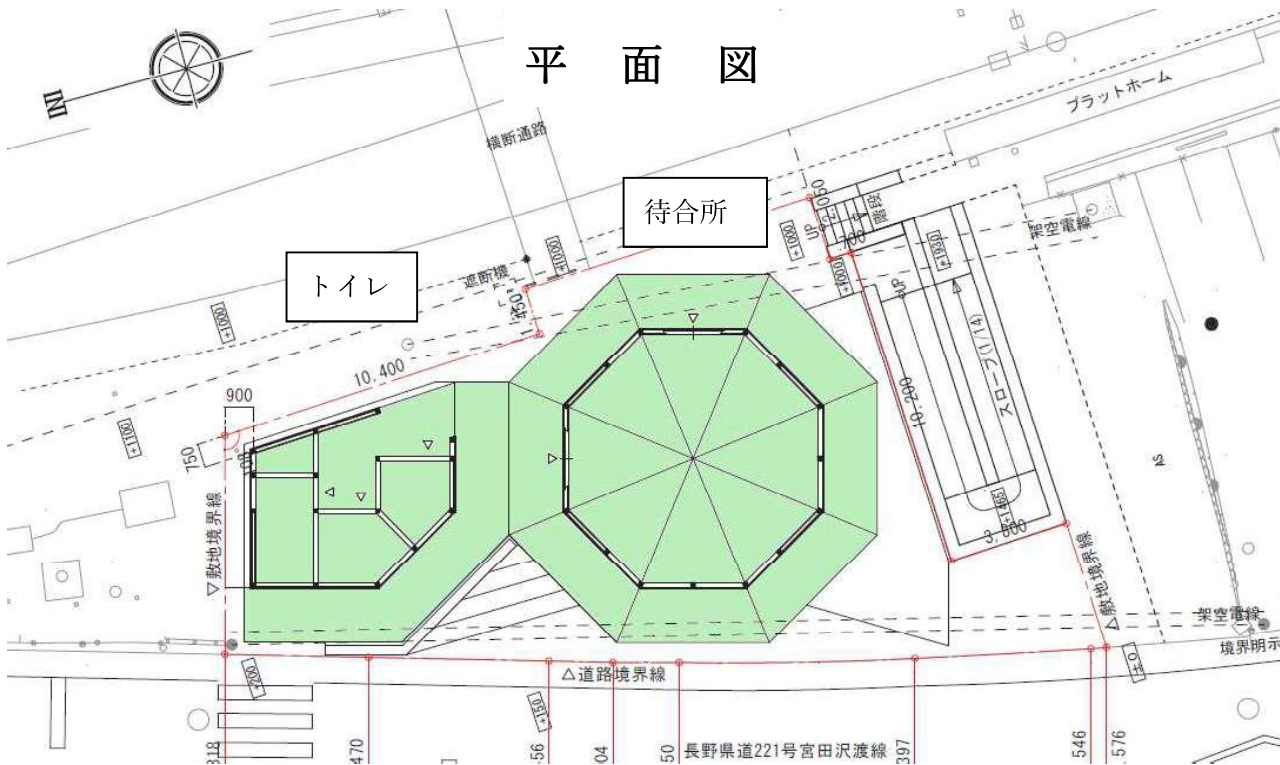 平 面 図
横断通路
プラットホーム
待合所
トイレ
遮断機
+1000
UP
階段
+1000
700
+1000
+1000
架空電線
UP
スロープ(1/14)
450
10.400
900
+1100
750
10.200
AS
3,800
▽敷地境界線
△敷地境界線
架空電線
境界明示
△道路境界線
+200
+150
±0
長野県道221号宮田沢渡線
318
470
56
04
50
397
546
576